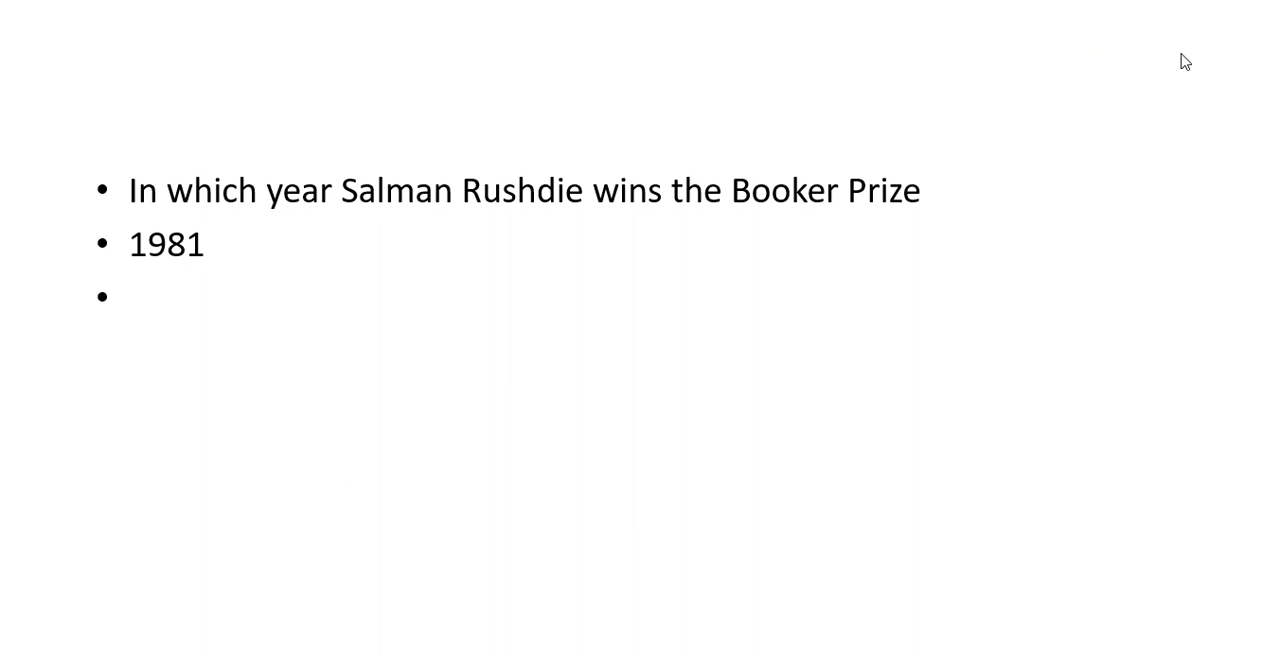 • In which year Salman Rushdie wins the Booker Prize
• 1981
•